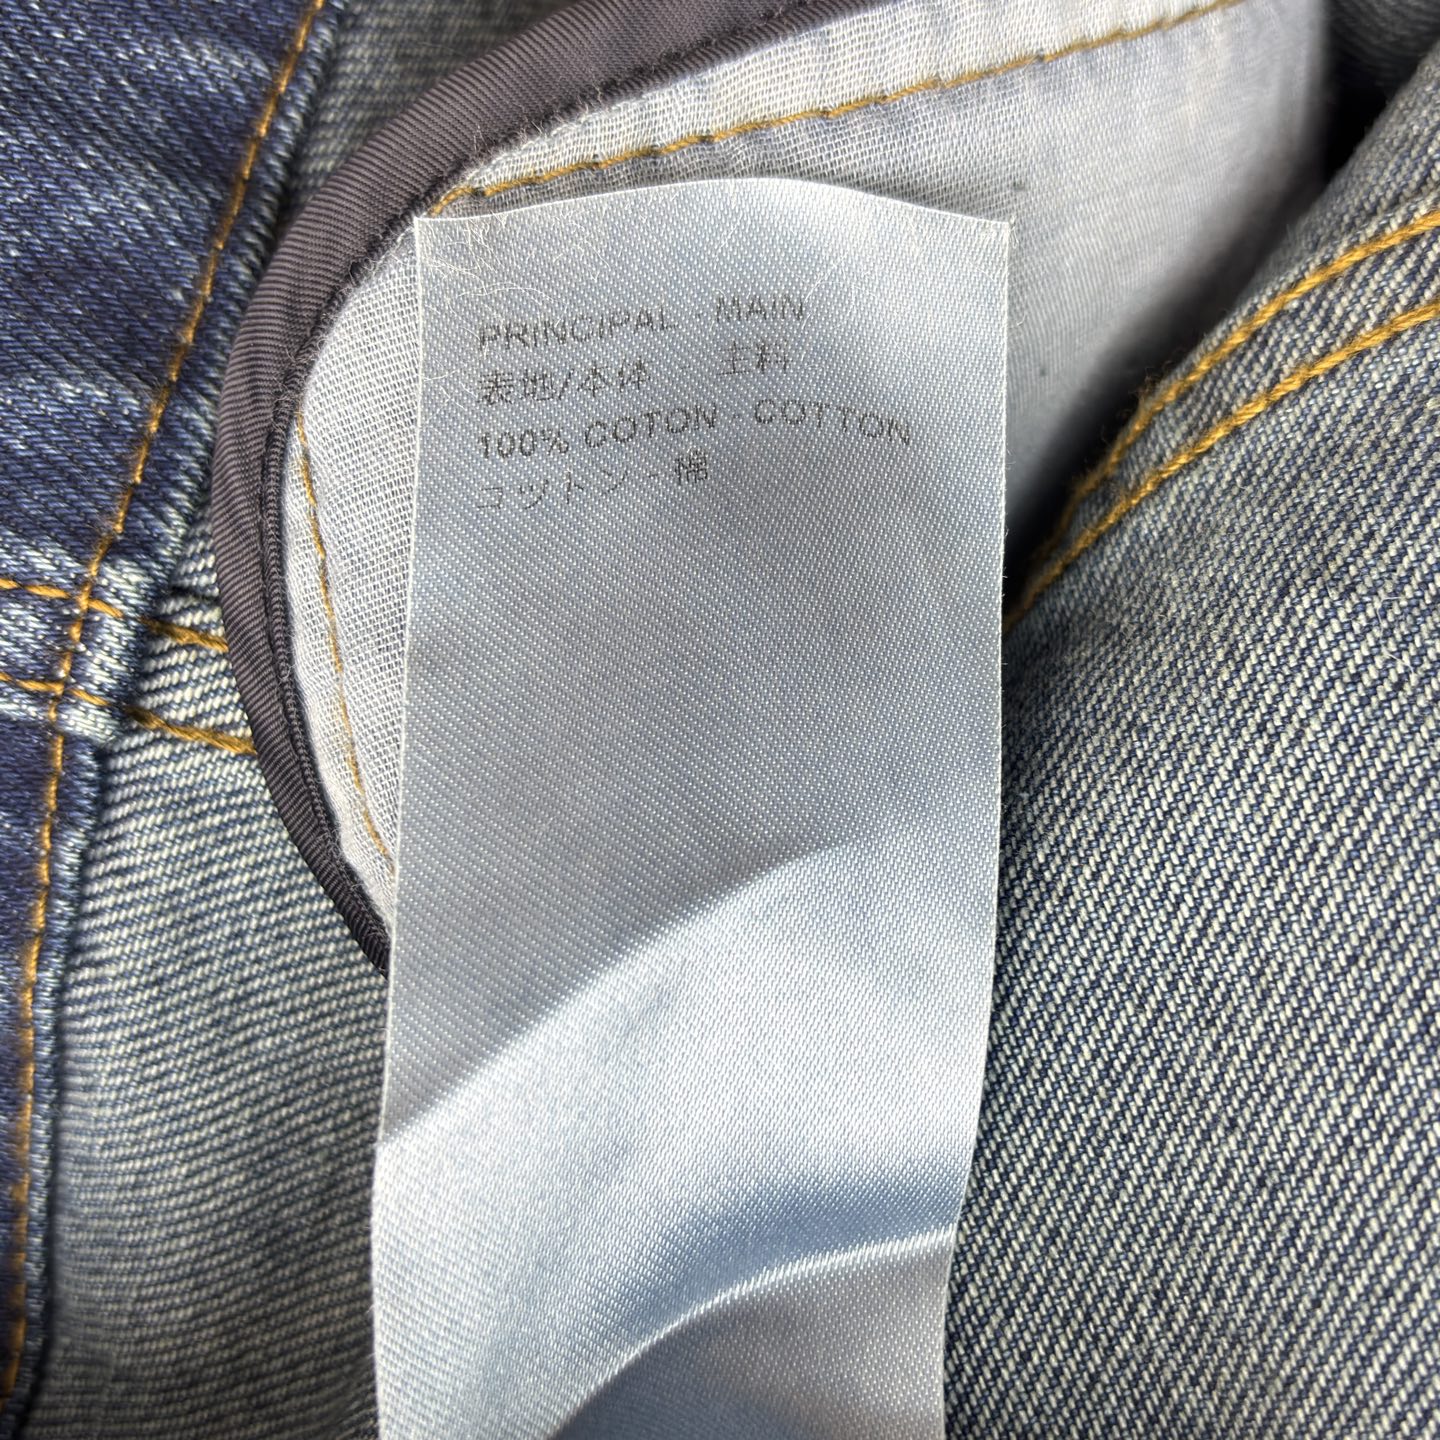 PRINCIPAL - MAIN
表地/本体 主料
100% COTON - COTTON
コットン - 棉